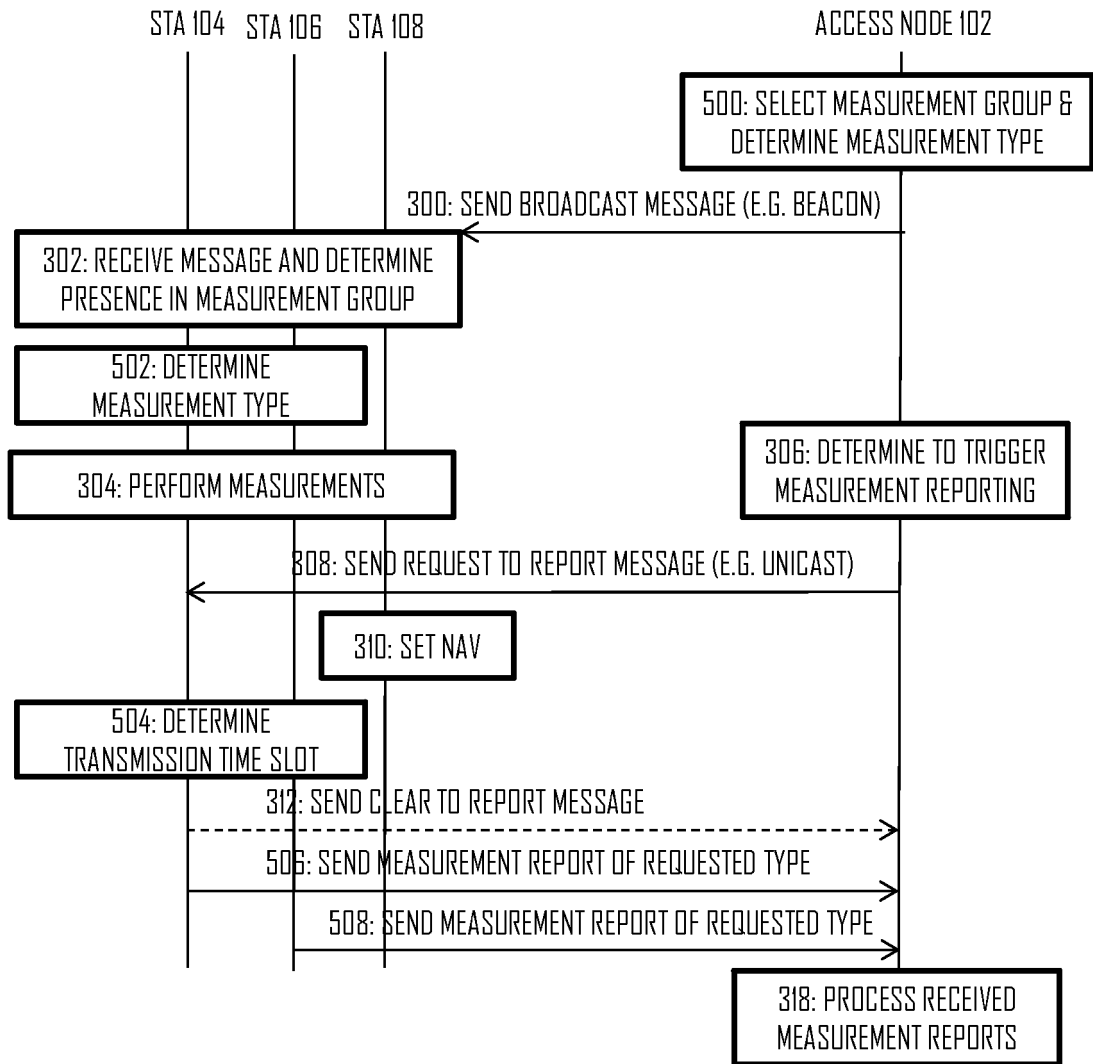 STA 104 STA 106 STA 108 ACCESS NODE 102
500: SELECT MEASUREMENT GROUP &
DETERMINE MEASUREMENT TYPE
300: SEND BROADCAST MESSAGE (E.G. BEACON)
302: RECEIVE MESSAGE AND DETERMINE
PRESENCE IN MEASUREMENT GROUP
502: DETERMINE
MEASUREMENT TYPE
304: PERFORM MEASUREMENTS
306: DETERMINE TO TRIGGER
MEASUREMENT REPORTING
308: SEND REQUEST TO REPORT MESSAGE (E.G. UNICAST)
310: SET NAV
504: DETERMINE
TRANSMISSION TIME SLOT
312: SEND CLEAR TO REPORT MESSAGE
506: SEND MEASUREMENT REPORT OF REQUESTED TYPE
508: SEND MEASUREMENT REPORT OF REQUESTED TYPE
318: PROCESS RECEIVED
MEASUREMENT REPORTS